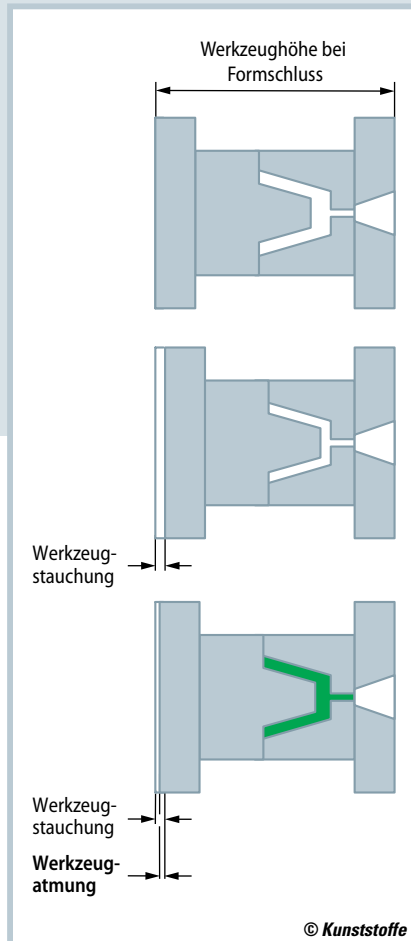 Werkzeughöhe bei
Formschluss
Werkzeug-
stauchung
Werkzeug-
stauchung
Werkzeug-
atmung
© Kunststoffe